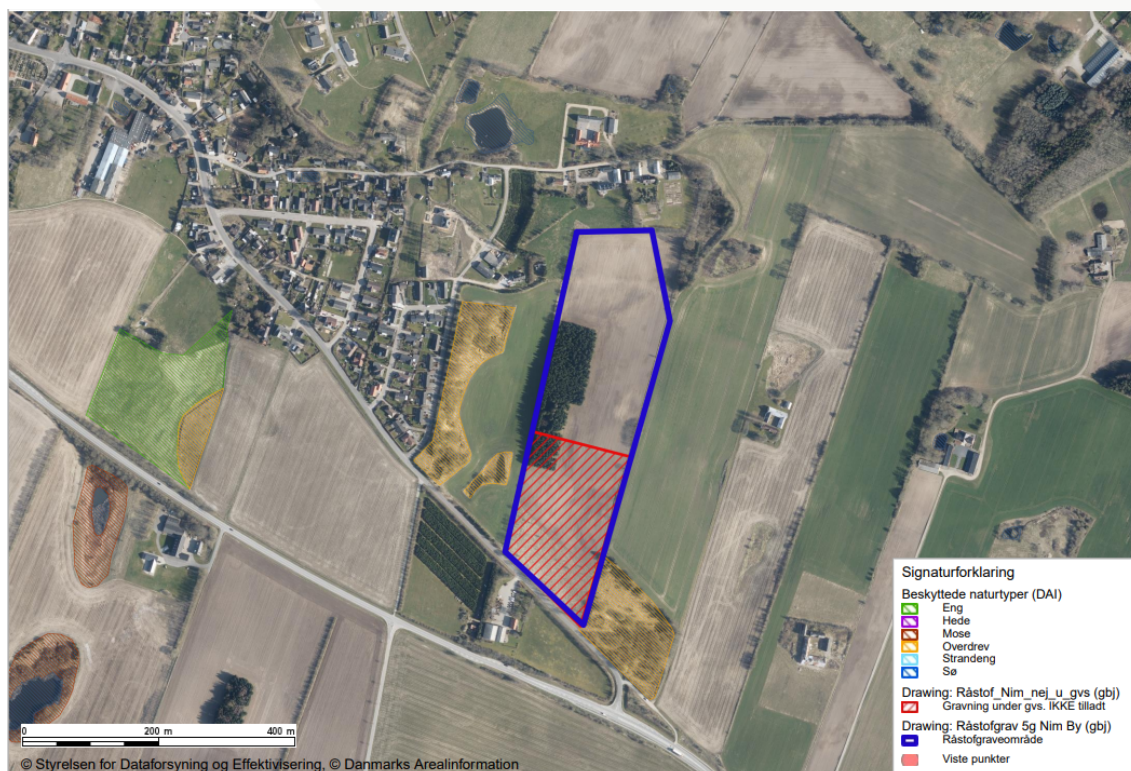 Signaturforklaring
Beskyttede naturtyper (DAI)
Eng
Hede
Mose
Overdrev
Strandeng
Sø
Drawing: Råstof_Nim_nej_u_gvs (gbj)
Gravning under gvs. IKKE tilladt
Drawing: Råstofgrav 5g Nim By (gbj)
Råstofgraveområde
Viste punkter
0 200 m 400 m
© Styrelsen for Dataforsyning og Effektivisering, © Danmarks Arealinformation